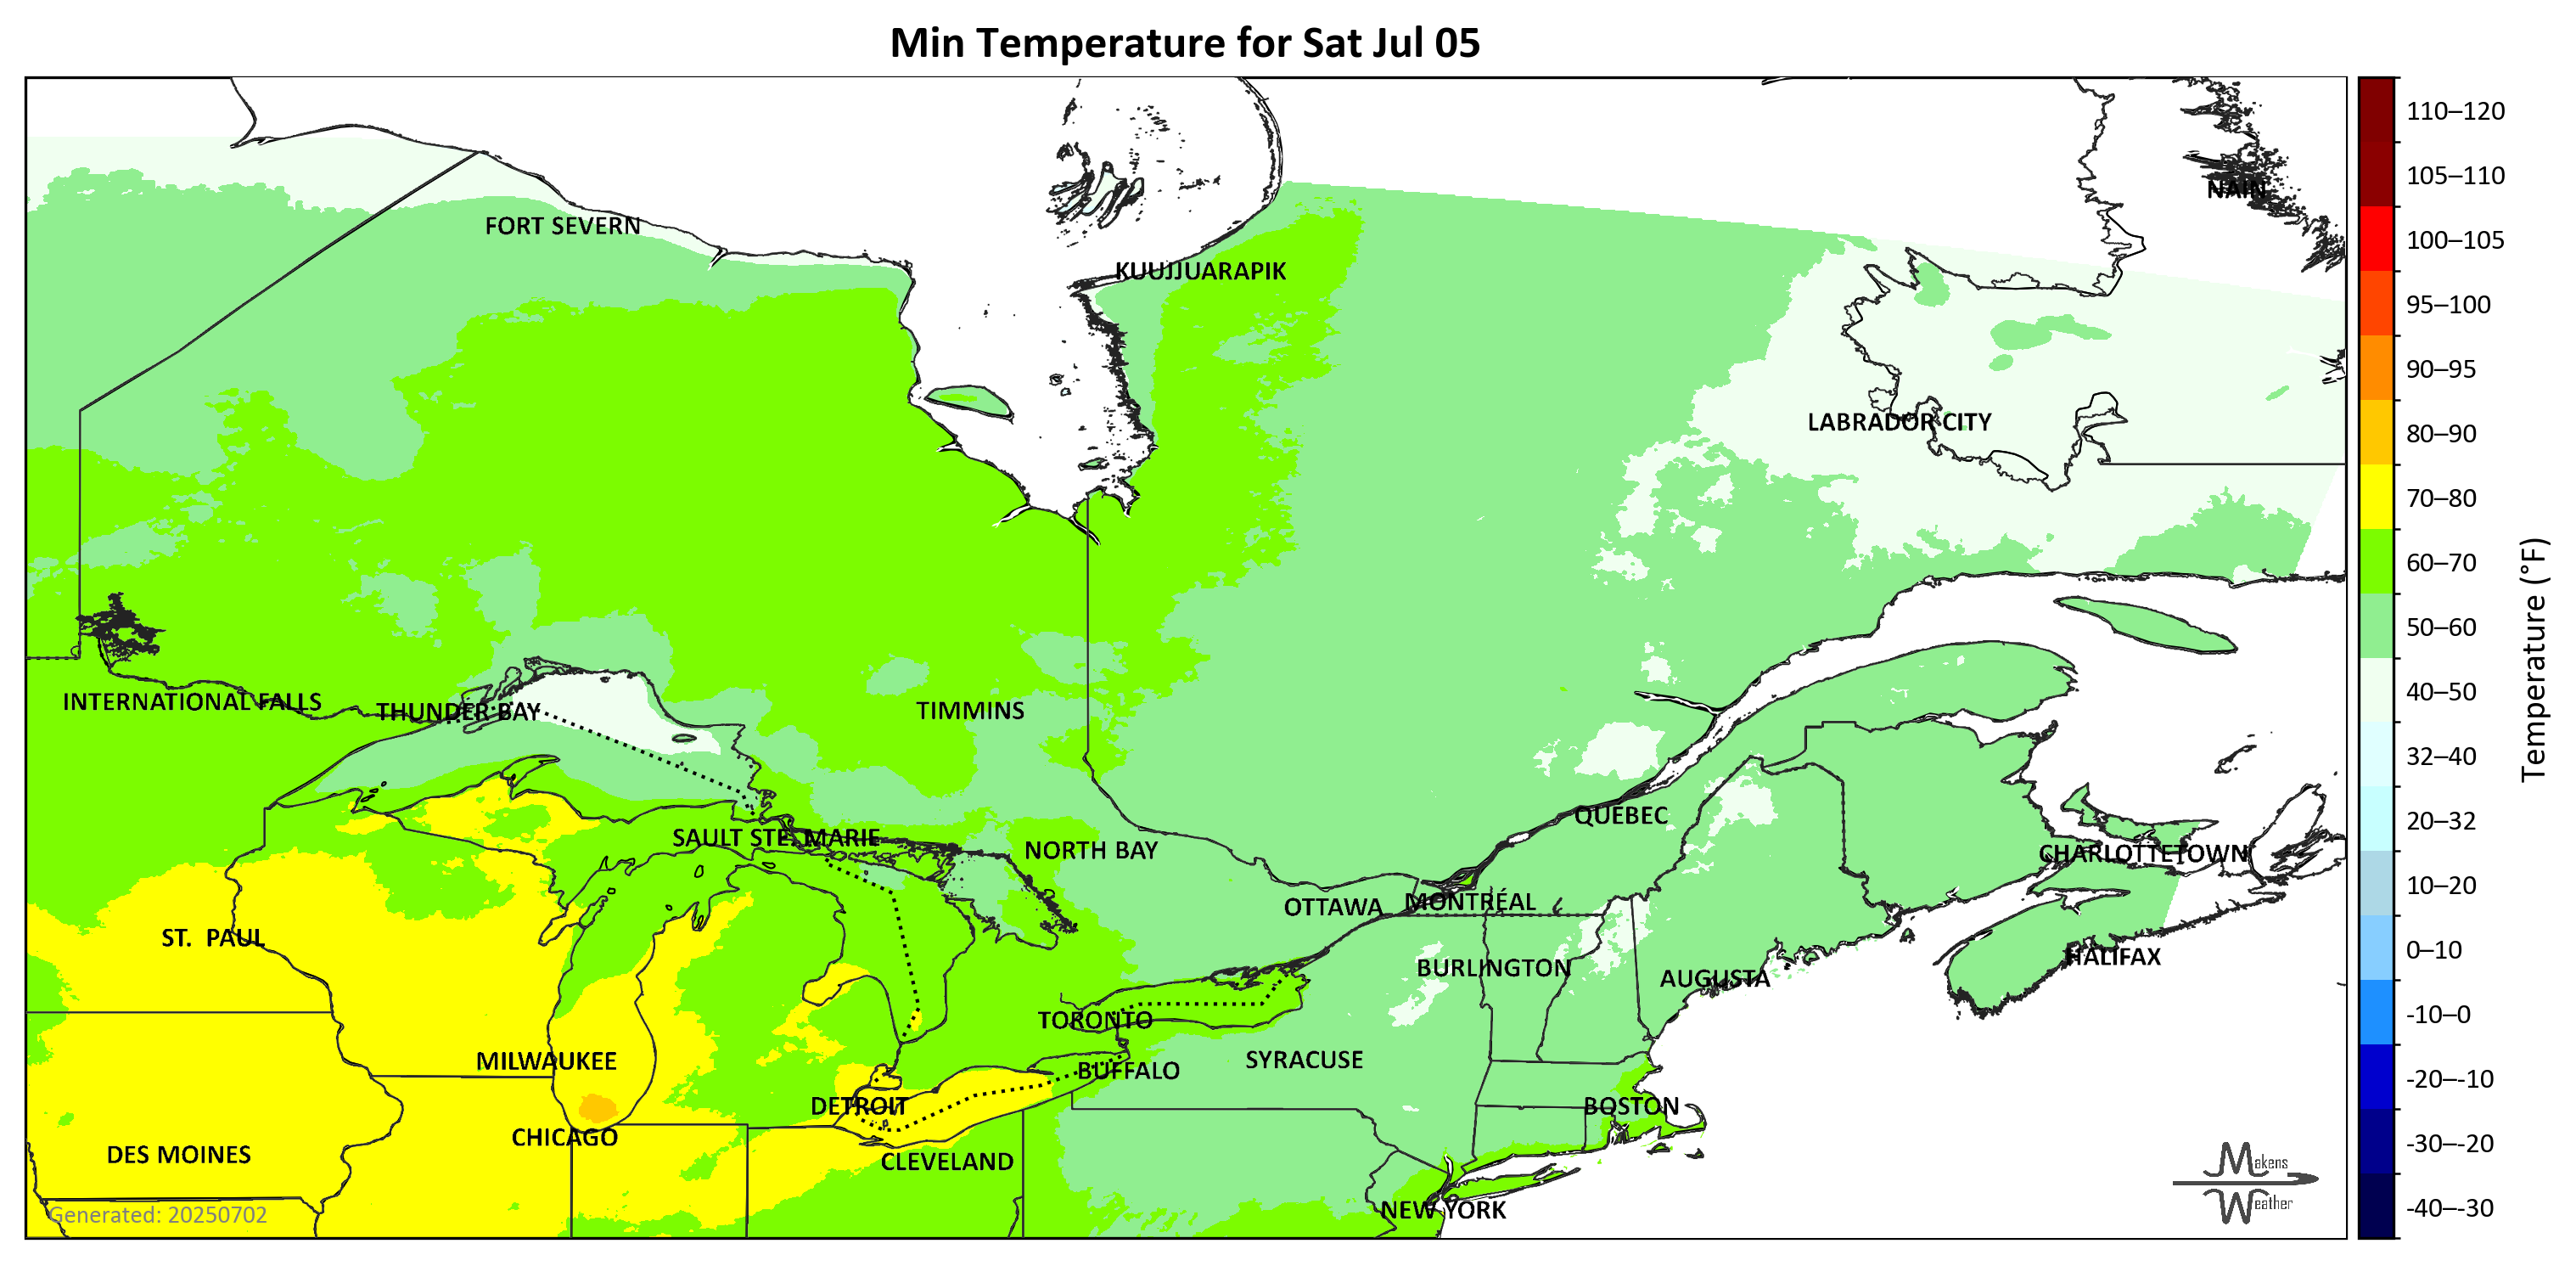 Min Temperature for Sat Jul 05
110–120
105–110
NAIN
FORT SEVERN
100–105
KUUJJUARAPIK
95–100
90–95
LABRADOR CITY
80–90
70–80
60–70
50–60
40–50
Temperature (°F)
INTERNATIONAL FALLS
THUNDER BAY
TIMMINS
32–40
QUEBEC
20–32
SAULT STE. MARIE
NORTH BAY
CHARLOTTETOWN
10–20
OTTAWA
MONTRÉAL
ST. PAUL
0–10
HALIFAX
BURLINGTON
AUGUSTA
-10–0
TORONTO
MILWAUKEE
SYRACUSE
BUFFALO
-20–-10
DETROIT
BOSTON
CHICAGO
-30–-20
DES MOINES
CLEVELAND
Makens
Weather
NEW YORK
-40–-30
Generated: 20250702